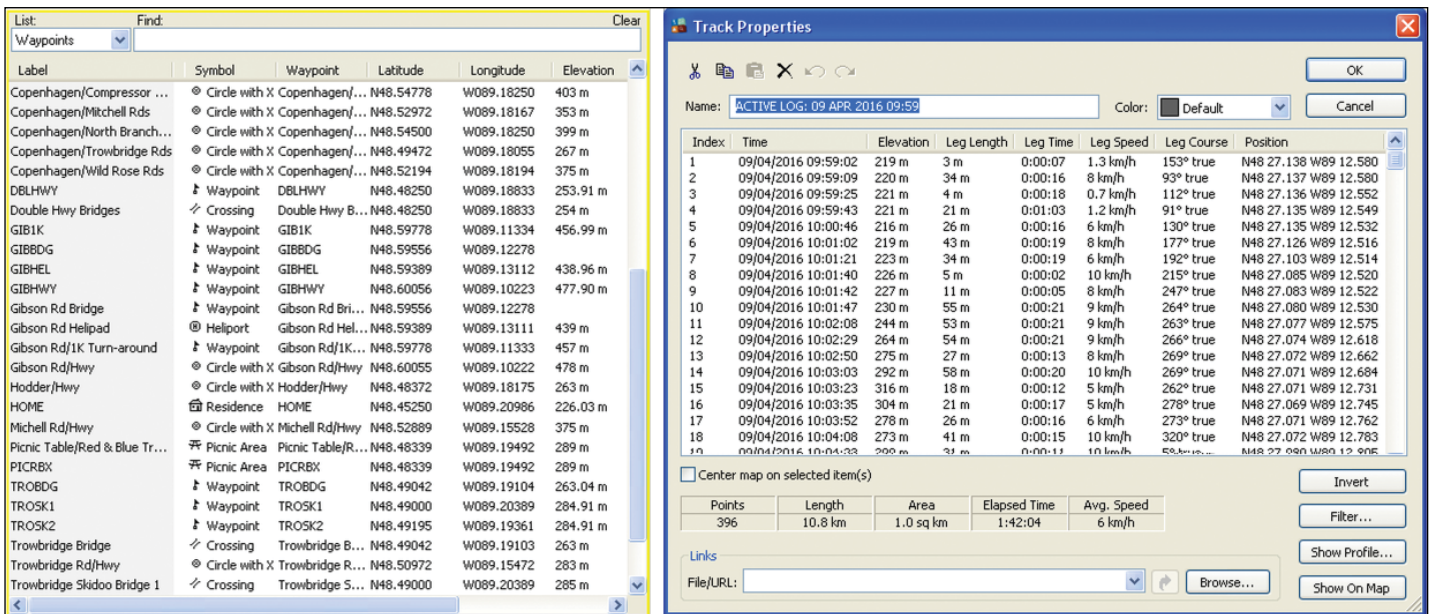 List: Find: Clear
Waypoints
Label Symbol Waypoint Latitude Longitude Elevation
Copenhagen/Compressor ... Circle with X Copenhagen/... N48.54778 W089.18250 403 m
Copenhagen/Mitchell Rds Circle with X Copenhagen/... N48.52972 W089.18167 353 m
Copenhagen/North Branch... Circle with X Copenhagen/... N48.54500 W089.18250 399 m
Copenhagen/Trowbridge Rds Circle with X Copenhagen/... N48.49472 W089.18055 267 m
Copenhagen/Wild Rose Rds Circle with X Copenhagen/... N48.52194 W089.18194 375 m
DBLHWY Waypoint DBLHWY N48.48250 W089.18833 253.91 m
Double Hwy Bridges Crossing Double Hwy B... N48.48250 W089.18833 254 m
GIB1K Waypoint GIB1K N48.59778 W089.11334 456.99 m
GIBBDG Waypoint GIBBDG N48.59556 W089.12278
GIBHEL Waypoint GIBHEL N48.59389 W089.13112 438.96 m
GIBHWY Waypoint GIBHWY N48.60056 W089.10223 477.90 m
Gibson Rd Bridge Waypoint Gibson Rd Bri... N48.59556 W089.12278
Gibson Rd Helipad Heliport Gibson Rd Hel... N48.59389 W089.13111 439 m
Gibson Rd/1K Turn-around Waypoint Gibson Rd/1K... N48.59778 W089.11333 457 m
Gibson Rd/Hwy Circle with X Gibson Rd/Hwy N48.60055 W089.10222 478 m
Hodder/Hwy Circle with X Hodder/Hwy N48.48372 W089.18175 263 m
HOME Residence HOME N48.45250 W089.20986 226.03 m
Michell Rd/Hwy Circle with X Michell Rd/Hwy N48.52889 W089.15528 375 m
Picnic Table/Red & Blue Tr... Picnic Area Picnic Table/R... N48.48339 W089.19492 289 m
PICRBX Picnic Area PICRBX N48.48339 W089.19492 289 m
TROBDG Waypoint TROBDG N48.49042 W089.19104 263.04 m
TROSK1 Waypoint TROSK1 N48.49000 W089.20389 284.91 m
TROSK2 Waypoint TROSK2 N48.49195 W089.19361 284.91 m
Trowbridge Bridge Crossing Trowbridge B... N48.49042 W089.19103 263 m
Trowbridge Rd/Hwy Circle with X Trowbridge R... N48.50972 W089.15472 283 m
Trowbridge Skidoo Bridge 1 Crossing Trowbridge S... N48.49000 W089.20389 285 m
Track Properties
OK
Name: ACTIVE LOG: 09 APR 2016 09:59 Color: Default Cancel
Index Time Elevation Leg Length Leg Time Leg Speed Leg Course Position
1 09/04/2016 09:59:02 219 m 3 m 0:00:07 1.3 km/h 153° true N48 27.138 W89 12.580
2 09/04/2016 09:59:09 220 m 34 m 0:00:16 8 km/h 93° true N48 27.137 W89 12.580
3 09/04/2016 09:59:25 221 m 4 m 0:00:18 0.7 km/h 112° true N48 27.136 W89 12.552
4 09/04/2016 09:59:43 221 m 21 m 0:01:03 1.2 km/h 91° true N48 27.135 W89 12.549
5 09/04/2016 10:00:46 216 m 26 m 0:00:16 6 km/h 130° true N48 27.135 W89 12.532
6 09/04/2016 10:01:02 219 m 43 m 0:00:19 8 km/h 177° true N48 27.126 W89 12.516
7 09/04/2016 10:01:21 223 m 34 m 0:00:19 6 km/h 192° true N48 27.103 W89 12.514
8 09/04/2016 10:01:40 226 m 5 m 0:00:02 10 km/h 215° true N48 27.085 W89 12.520
9 09/04/2016 10:01:42 227 m 11 m 0:00:05 8 km/h 247° true N48 27.083 W89 12.522
10 09/04/2016 10:01:47 230 m 55 m 0:00:21 9 km/h 264° true N48 27.080 W89 12.530
11 09/04/2016 10:02:08 244 m 53 m 0:00:21 9 km/h 263° true N48 27.077 W89 12.575
12 09/04/2016 10:02:29 264 m 54 m 0:00:21 9 km/h 266° true N48 27.074 W89 12.618
13 09/04/2016 10:02:50 275 m 27 m 0:00:13 8 km/h 269° true N48 27.072 W89 12.662
14 09/04/2016 10:03:03 292 m 58 m 0:00:20 10 km/h 269° true N48 27.071 W89 12.684
15 09/04/2016 10:03:23 316 m 18 m 0:00:12 5 km/h 262° true N48 27.071 W89 12.731
16 09/04/2016 10:03:35 304 m 21 m 0:00:17 5 km/h 278° true N48 27.069 W89 12.745
17 09/04/2016 10:03:52 278 m 26 m 0:00:16 6 km/h 273° true N48 27.071 W89 12.762
18 09/04/2016 10:04:08 273 m 41 m 0:00:15 10 km/h 320° true N48 27.072 W89 12.783
Center map on selected item(s)
Invert
Points Length Area Elapsed Time Avg. Speed
396 10.8 km 1.0 sq km 1:42:04 6 km/h
Filter...
Links
Show Profile...
File/URL: Browse... Show On Map